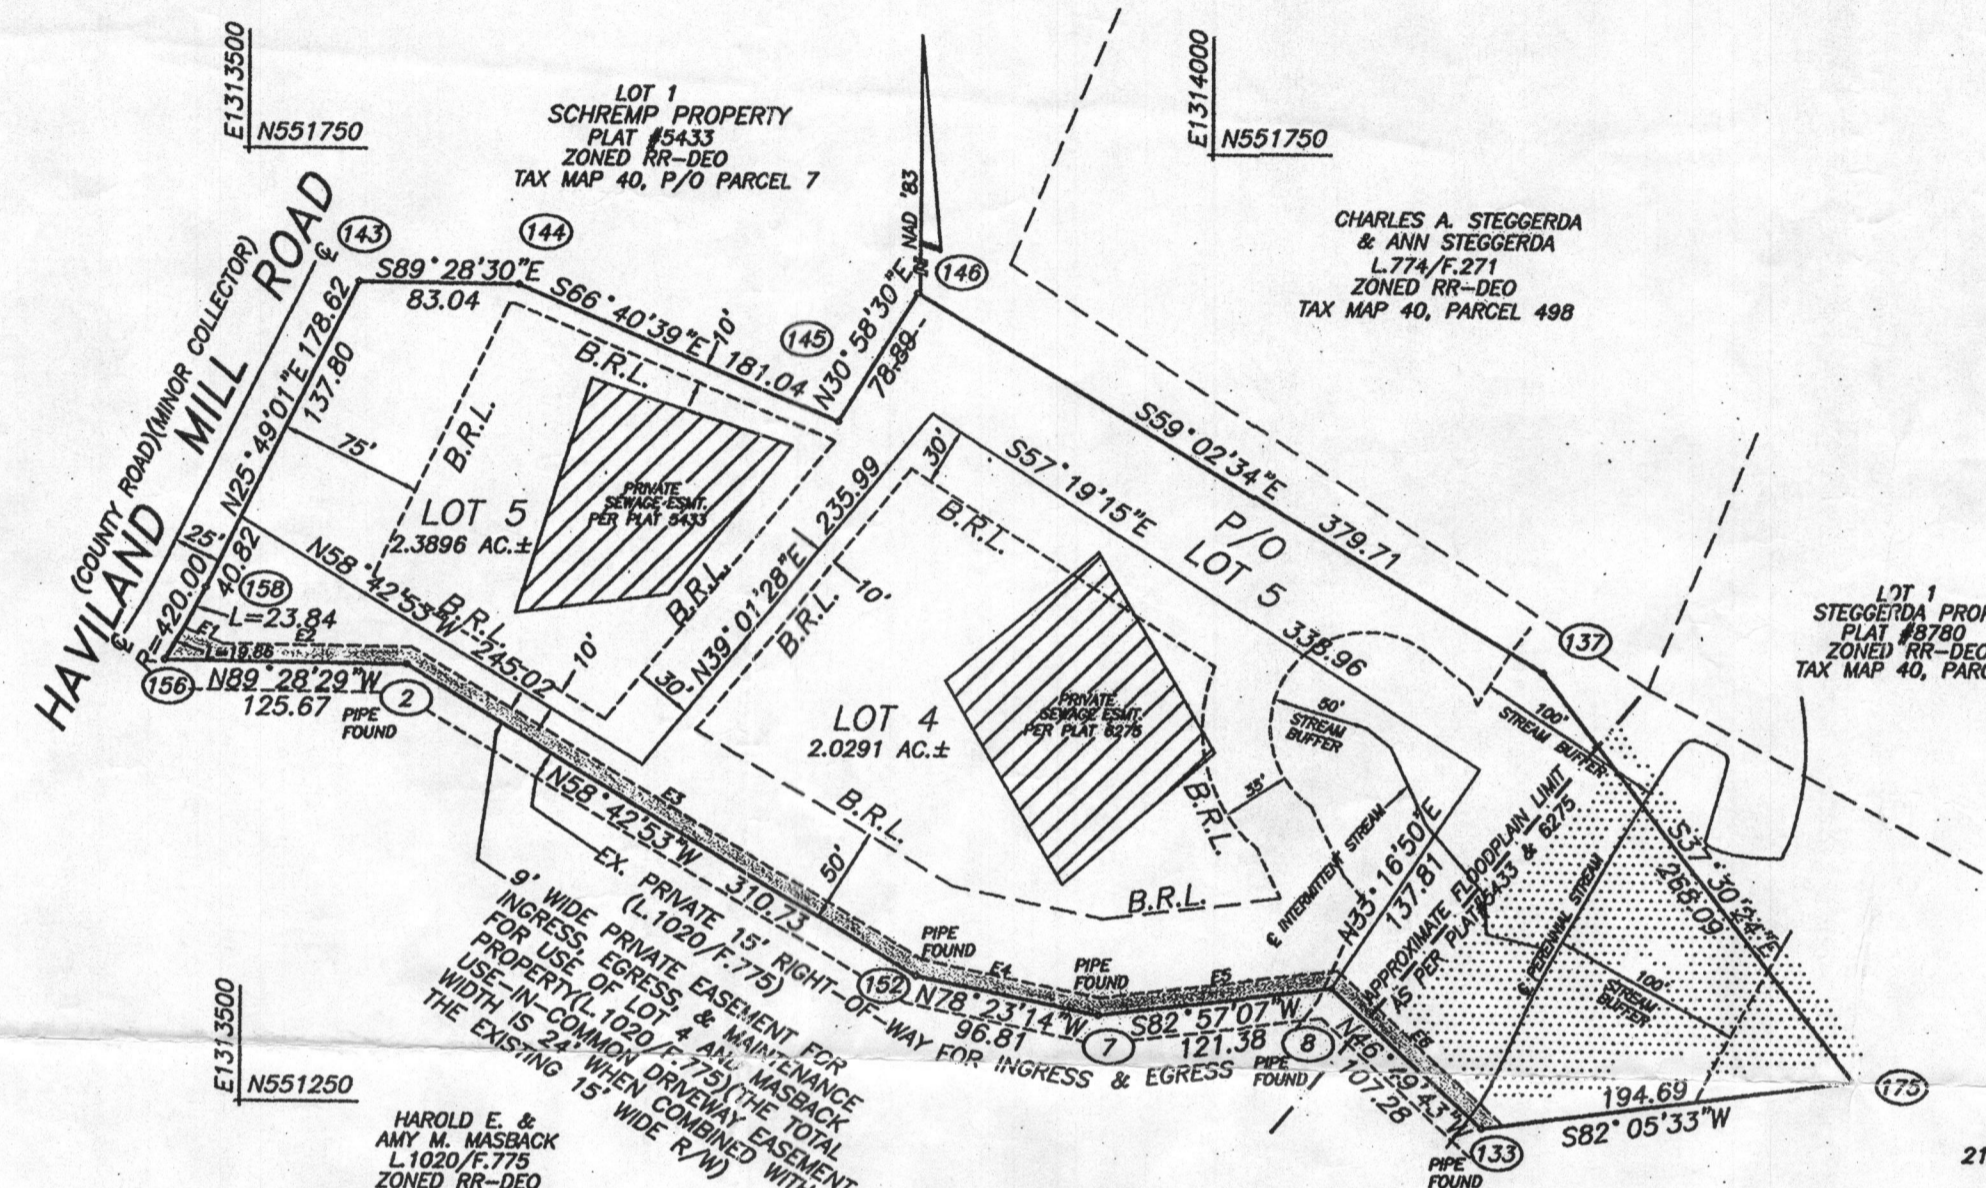 E1313500
N551750
LOT 1
SCHREMP PROPERTY
PLAT #5433
ZONED RR-DEO
TAX MAP 40, P/O PARCEL 7
E1314000
N551750
CHARLES A. STEGGERDA
& ANN STEGGERDA
L.774/F.271
ZONED RR-DEO
TAX MAP 40, PARCEL 498
NAD '83
HAVILAND MILL ROAD
(COUNTY ROAD)(MINOR COLLECTOR)
143
144
S89°28'30"E
83.04
S66°40'39"E
181.04
10'
145
146
N30°58'30"E
78.89
N25°49'01"E 178.62
137.80
40.82
75'
25'
B.R.L.
B.R.L.
LOT 5
2.3896 AC.±
PRIVATE
SEWAGE ESMT.
PER PLAT 5433
B.R.L.
B.R.L.
10'
30'
N39°01'28"E
235.99
30'
S57°19'15"E
338.96
S59°02'34"E
379.71
P/O
LOT 5
B.R.L.
B.R.L.
10'
LOT 4
2.0291 AC.±
PRIVATE
SEWAGE ESMT.
PER PLAT 6275
B.R.L.
B.R.L.
B.R.L.
50'
35'
50'
STREAM
BUFFER
100'
STREAM BUFFER
137
LOT 1
STEGGERDA PROP
PLAT #8780
ZONED RR-DEO
TAX MAP 40, PARC
158
L=23.84
R=420.00
E1
E2
L=19.86
N58°42'53"W
245.02
156
N89°28'29"W
125.67
2
PIPE
FOUND
E3
N58°42'53"W
310.73
EX. PRIVATE 15' RIGHT-OF-WAY FOR INGRESS & EGRESS
(L.1020/F.775)
9' WIDE PRIVATE EASEMENT FOR
INGRESS, EGRESS, & MAINTENANCE
FOR USE OF LOT 4 AND MASBACK
PROPERTY(L.1020/F.775)(THE TOTAL
USE-IN-COMMON DRIVEWAY EASEMENT
WIDTH IS 24' WHEN COMBINED WITH
THE EXISTING 15' WIDE R/W)
PIPE
FOUND
152
E4
N78°23'14"W
96.81
PIPE
FOUND
7
E5
S82°57'07"W
121.38
8
PIPE
FOUND
℄ INTERMITTENT STREAM
N33°16'50"E
137.81
APPROXIMATE FLOODPLAIN LIMIT
AS PER PLAT 5433 & 6275
℄ PERENNIAL STREAM
S37°30'24"E
268.09
100'
STREAM
BUFFER
E6
N46°49'43"W
107.28
133
PIPE
FOUND
194.69
S82°05'33"W
175
21
E1313500
N551250
HAROLD E. &
AMY M. MASBACK
L.1020/F.775
ZONED RR-DEO